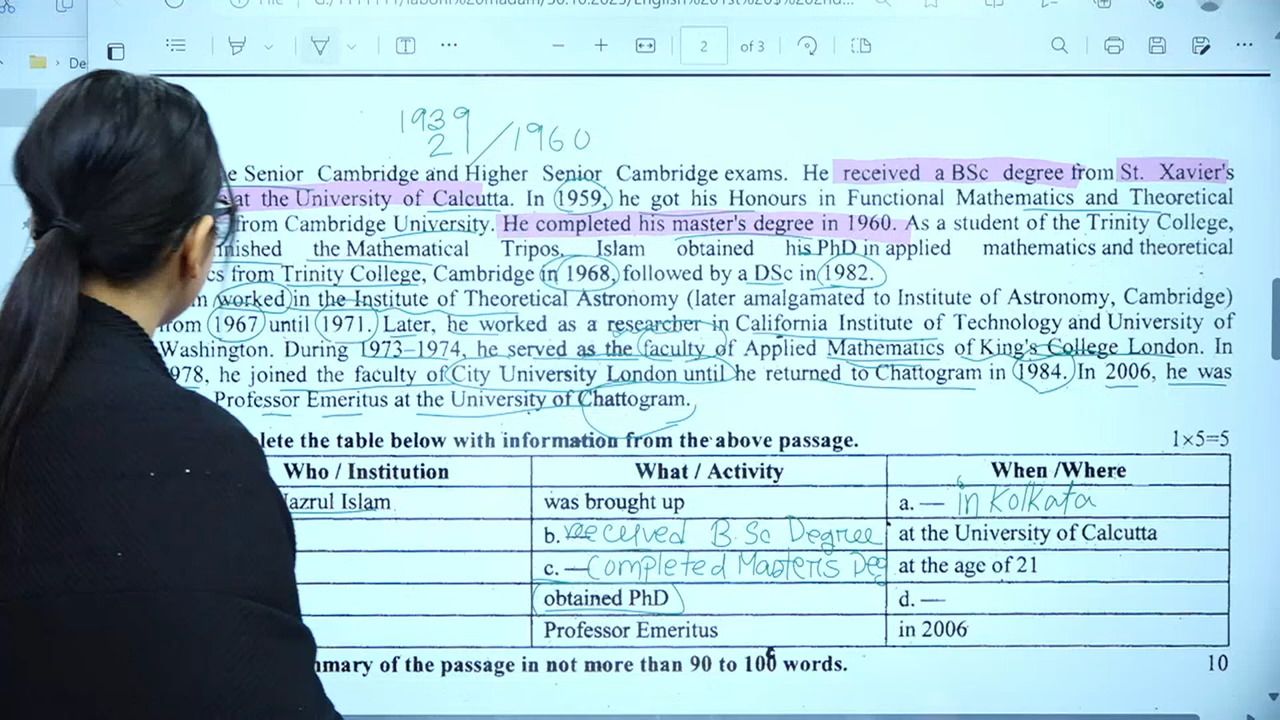 2 of 3
De
1939
21 / 1960
e Senior Cambridge and Higher Senior Cambridge exams. He received a BSc degree from St. Xavier's
at the University of Calcutta. In 1959, he got his Honours in Functional Mathematics and Theoretical
from Cambridge University. He completed his master's degree in 1960. As a student of the Trinity College,
nished the Mathematical Tripos, Islam obtained his PhD in applied mathematics and theoretical
cs from Trinity College, Cambridge in 1968, followed by a DSc in 1982.
m worked in the Institute of Theoretical Astronomy (later amalgamated to Institute of Astronomy, Cambridge)
from 1967 until 1971. Later, he worked as a researcher in California Institute of Technology and University of
Washington. During 1973–1974, he served as the faculty of Applied Mathematics of King's College London. In
978, he joined the faculty of City University London until he returned to Chattogram in 1984. In 2006, he was
Professor Emeritus at the University of Chattogram.
lete the table below with information from the above passage. 1×5=5
Who / Institution What / Activity When /Where
azrul Islam was brought up a. — in Kolkata
b. received B.Sc Degree at the University of Calcutta
c. — Completed Masters Deg at the age of 21
obtained PhD d. —
Professor Emeritus in 2006
mmary of the passage in not more than 90 to 100 words. 10